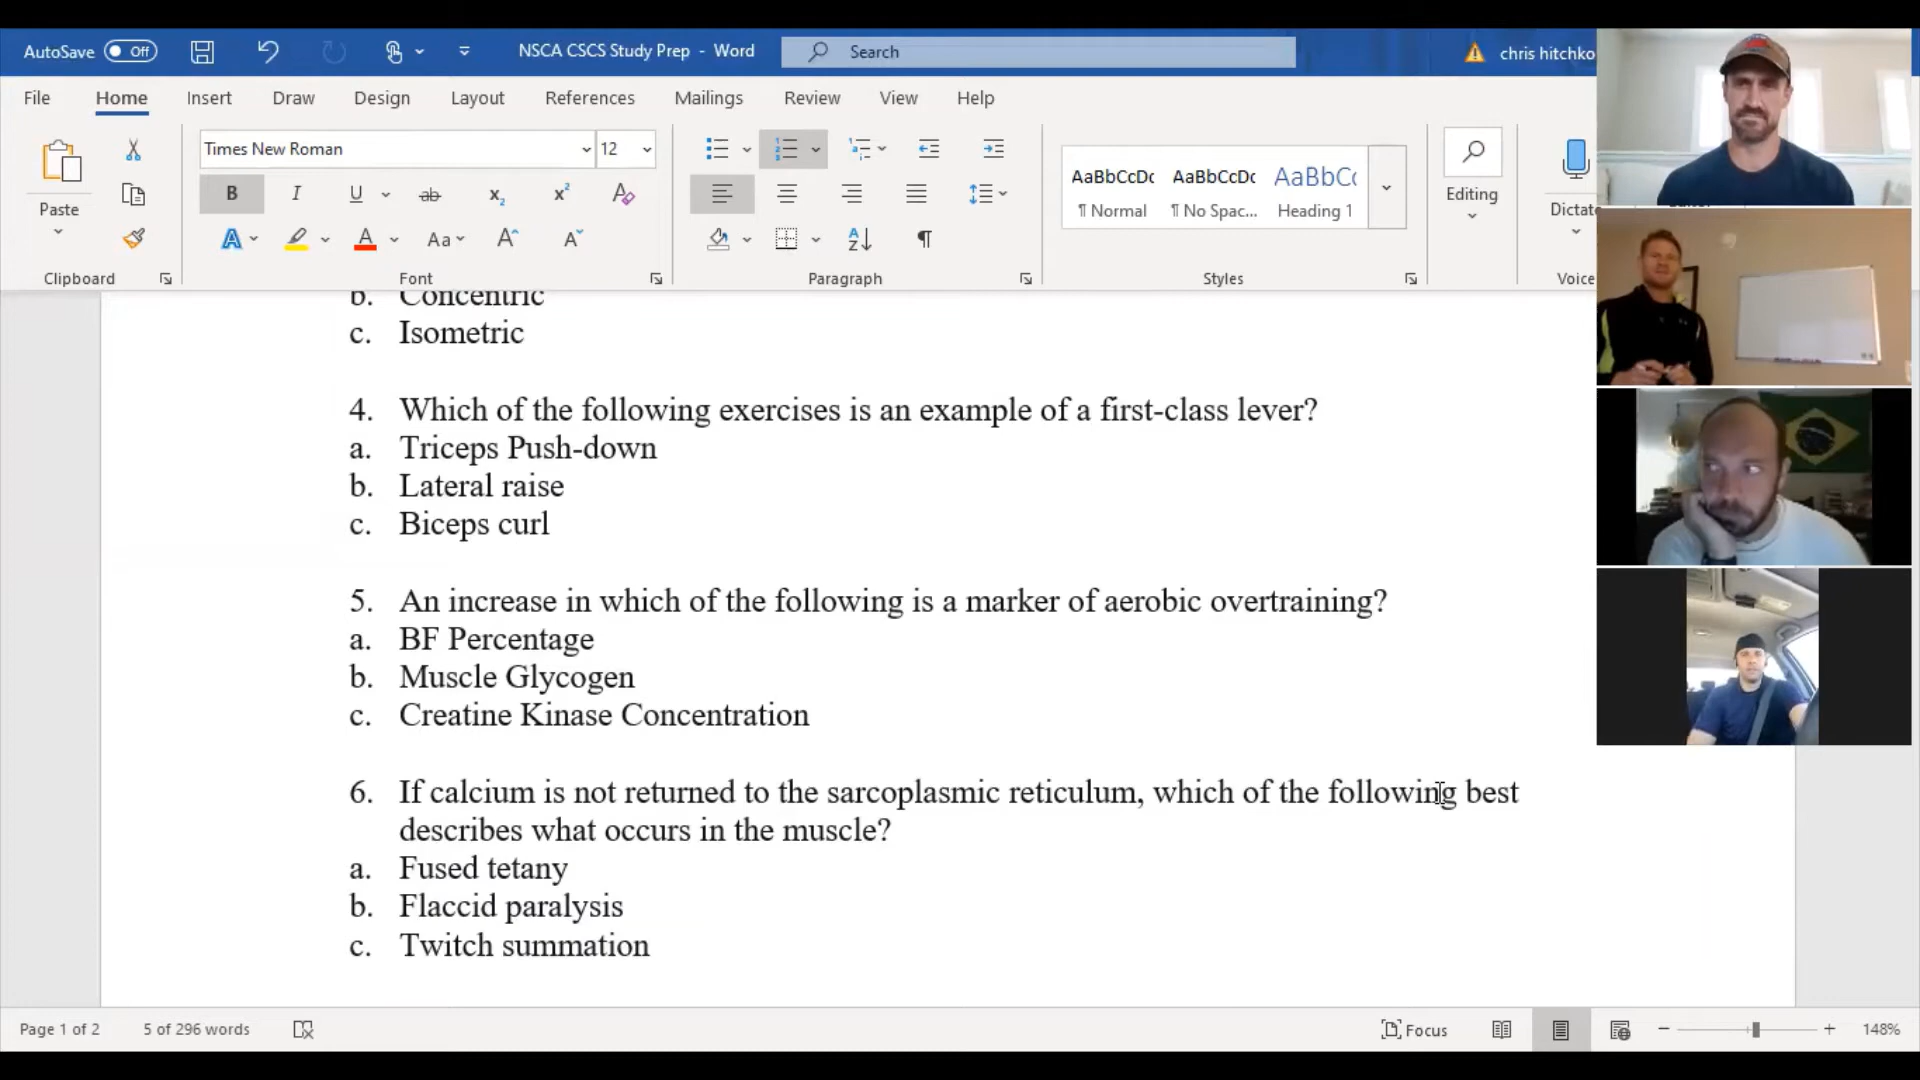 AutoSave Off NSCA CSCS Study Prep - Word Search chris hitchko
File Home Insert Draw Design Layout References Mailings Review View Help
Times New Roman 12
AaBbCcDc AaBbCcDc AaBbCc
Paste B I U ab x₂ x² A ¶ Normal ¶ No Spac... Heading 1 Editing Dictate
A A Aa A A ¶
Clipboard Font Paragraph Styles Voice
b. Concentric
c. Isometric
4. Which of the following exercises is an example of a first-class lever?
a. Triceps Push-down
b. Lateral raise
c. Biceps curl
5. An increase in which of the following is a marker of aerobic overtraining?
a. BF Percentage
b. Muscle Glycogen
c. Creatine Kinase Concentration
6. If calcium is not returned to the sarcoplasmic reticulum, which of the following best
describes what occurs in the muscle?
a. Fused tetany
b. Flaccid paralysis
c. Twitch summation
Page 1 of 2 5 of 296 words Focus 148%